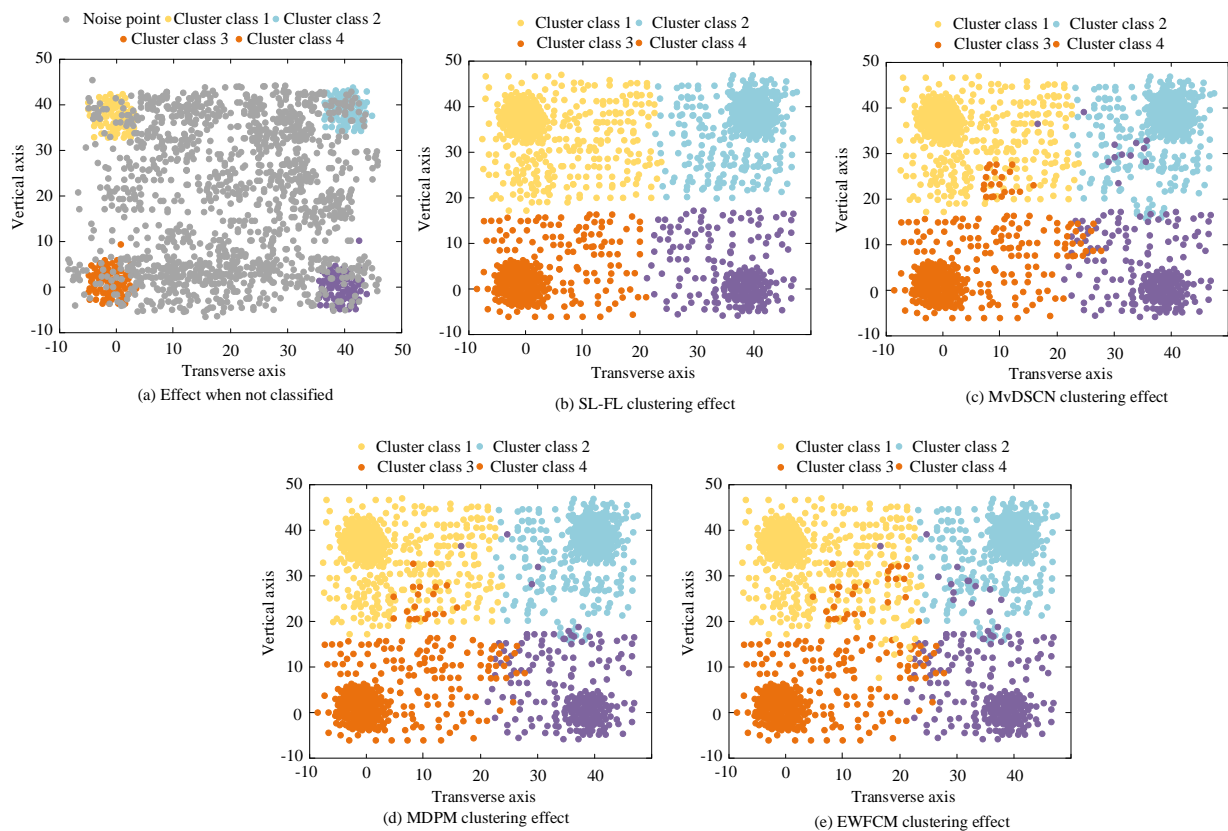 Noise point Cluster class 1 Cluster class 2
Cluster class 3 Cluster class 4
50
40
30
20
10
0
-10
Vertical axis
-10 0 10 20 30 40 50
Transverse axis
(a) Effect when not classified
Cluster class 1 Cluster class 2
Cluster class 3 Cluster class 4
50
40
30
20
10
0
-10
Vertical axis
-10 0 10 20 30 40
Transverse axis
(b) SL-FL clustering effect
Cluster class 1 Cluster class 2
Cluster class 3 Cluster class 4
50
40
30
20
10
0
-10
Vertical axis
-10 0 10 20 30 40
Transverse axis
(c) MvDSCN clustering effect
Cluster class 1 Cluster class 2
Cluster class 3 Cluster class 4
50
40
30
20
10
0
-10
Vertical axis
-10 0 10 20 30 40
Transverse axis
(d) MDPM clustering effect
Cluster class 1 Cluster class 2
Cluster class 3 Cluster class 4
50
40
30
20
10
0
-10
Vertical axis
-10 0 10 20 30 40
Transverse axis
(e) EWFCM clustering effect